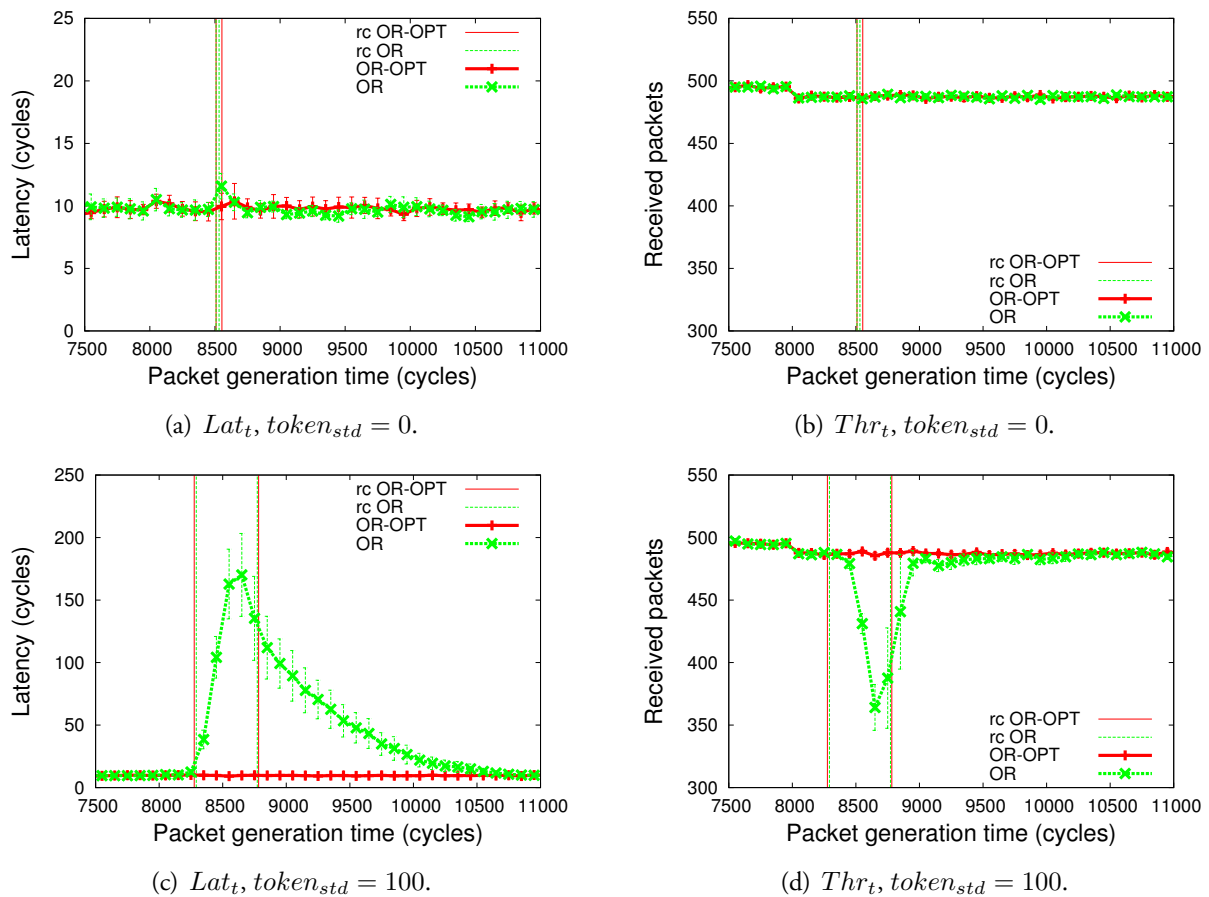 25
20
15
10
5
0
Latency (cycles)
rc OR-OPT
rc OR
OR-OPT
OR
7500 8000 8500 9000 9500 10000 10500 11000
Packet generation time (cycles)
(a) Lat_t, token_std = 0.
550
500
450
400
350
300
Received packets
rc OR-OPT
rc OR
OR-OPT
OR
7500 8000 8500 9000 9500 10000 10500 11000
Packet generation time (cycles)
(b) Thr_t, token_std = 0.
250
200
150
100
50
0
Latency (cycles)
rc OR-OPT
rc OR
OR-OPT
OR
7500 8000 8500 9000 9500 10000 10500 11000
Packet generation time (cycles)
(c) Lat_t, token_std = 100.
550
500
450
400
350
300
Received packets
rc OR-OPT
rc OR
OR-OPT
OR
7500 8000 8500 9000 9500 10000 10500 11000
Packet generation time (cycles)
(d) Thr_t, token_std = 100.